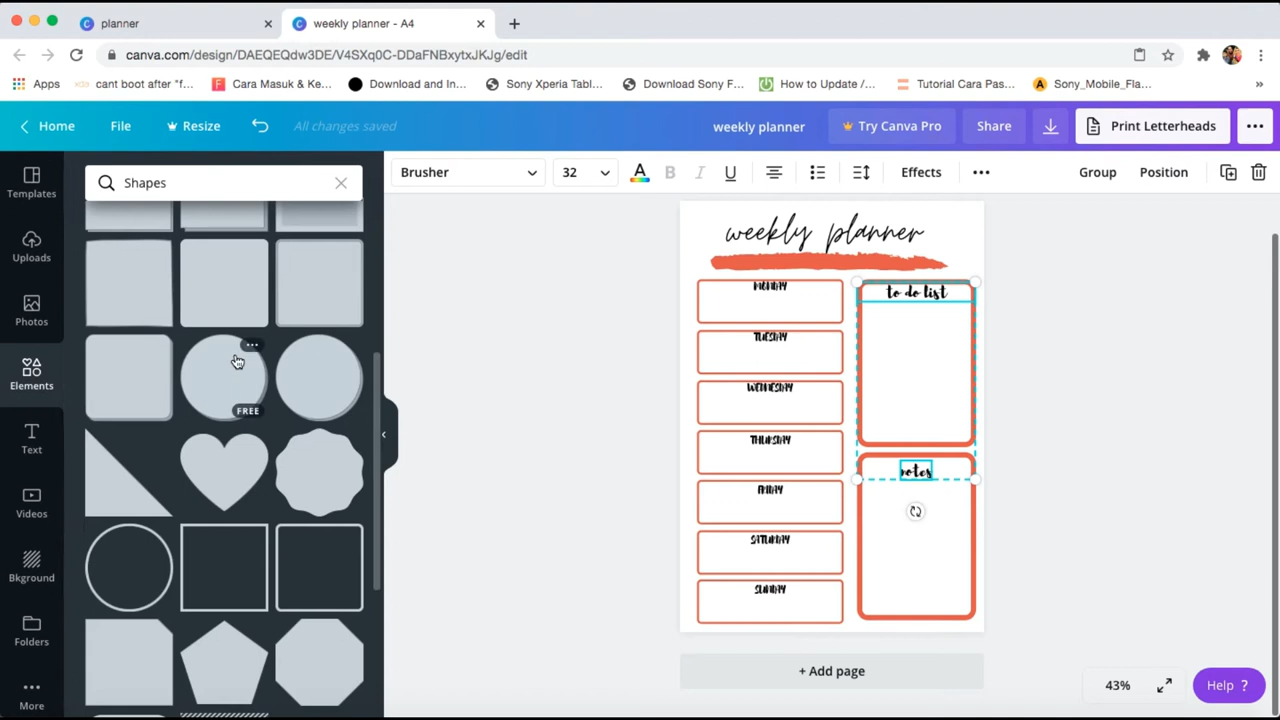 planner
weekly planner - A4
canva.com/design/DAEQEQdw3DE/V4SXq0C-DDaFNBxytxJKJg/edit
Apps
cant boot after "f...
Cara Masuk & Ke...
Download and In...
Sony Xperia Tabl...
Download Sony F...
How to Update /...
Tutorial Cara Pas...
Sony_Mobile_Fla...
Home
File
Resize
All changes saved
weekly planner
Try Canva Pro
Share
Print Letterheads
Templates
Uploads
Photos
Elements
Text
Videos
Bkground
Folders
More
Shapes
FREE
Brusher
32
B
I
U
Effects
Group
Position
weekly planner
MONDAY
TUESDAY
WEDNESDAY
THURSDAY
FRIDAY
SATURDAY
SUNDAY
to do list
notes
+ Add page
43%
Help ?